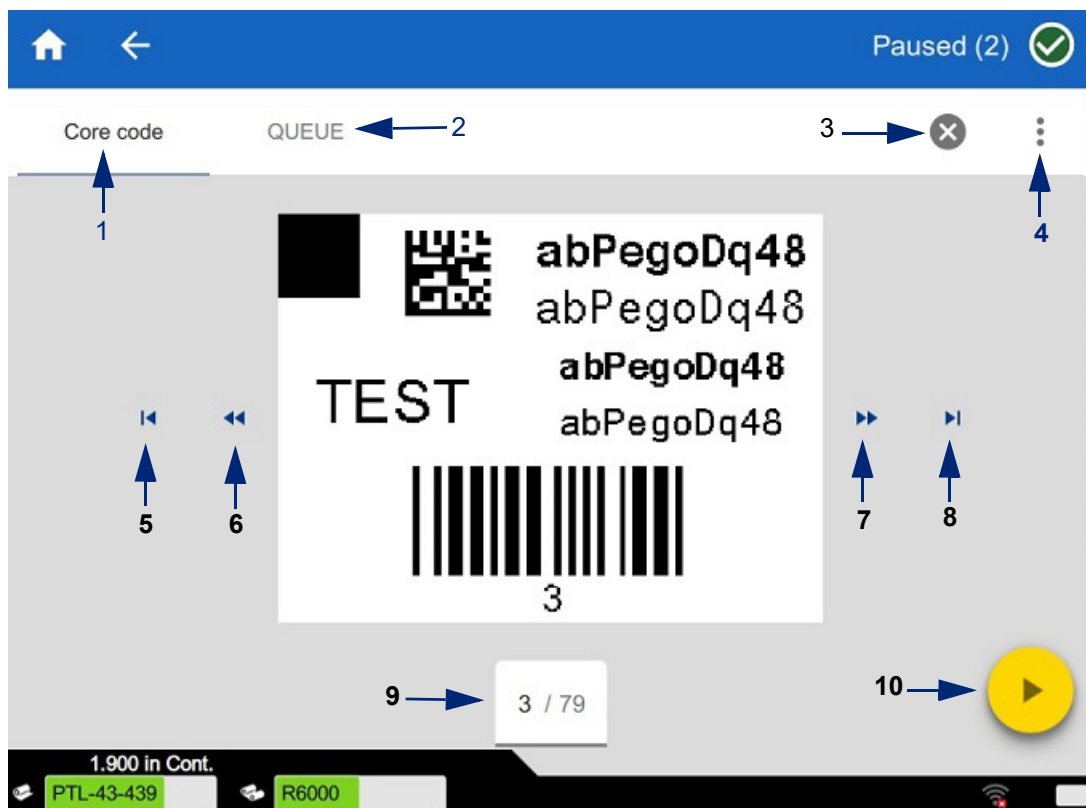 Paused (2)
Core code
QUEUE
2
3
1
4
abPegoDq48
abPegoDq48
abPegoDq48
TEST
abPegoDq48
5
6
7
8
3
9
3 / 79
10
1.900 in Cont.
PTL-43-439
R6000